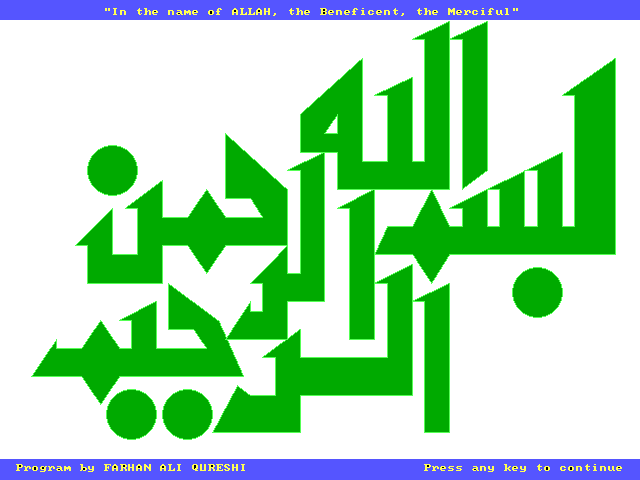 "In the name of ALLAH, the Beneficent, the Merciful"
بسم الله
الرحمن
الرحيم
Program by FARHAN ALI QURESHI
Press any key to continue